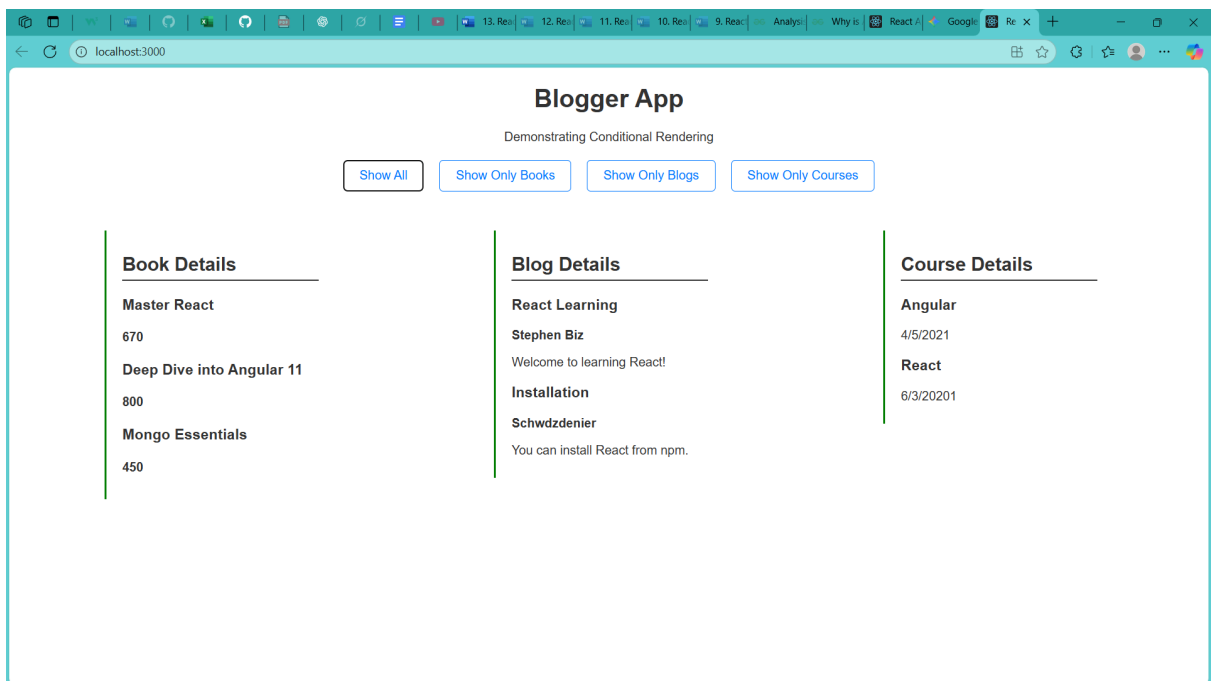 13. Rea
12. Rea
11. Rea
10. Rea
9. React
Analysi
Why is
React A
Google
Re
localhost:3000
Blogger App
Demonstrating Conditional Rendering
Show All
Show Only Books
Show Only Blogs
Show Only Courses
Book Details
Master React
670
Deep Dive into Angular 11
800
Mongo Essentials
450
Blog Details
React Learning
Stephen Biz
Welcome to learning React!
Installation
Schwdzdenier
You can install React from npm.
Course Details
Angular
4/5/2021
React
6/3/20201